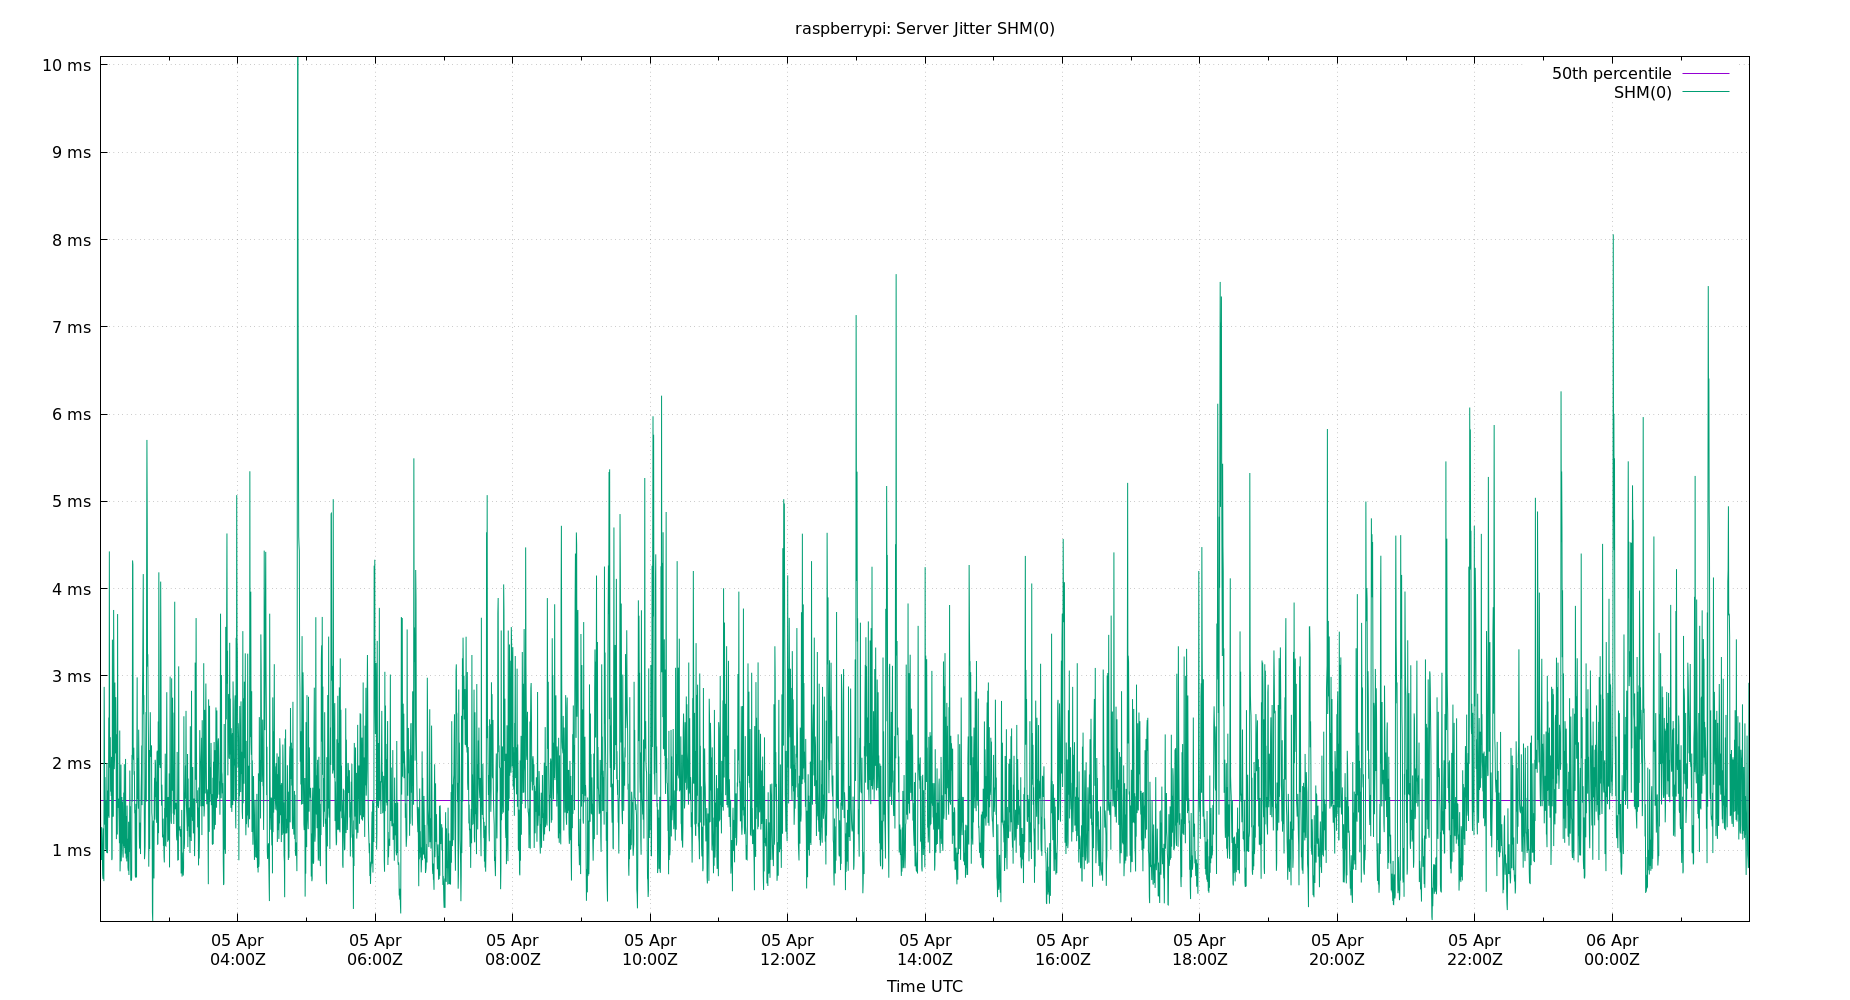 raspberrypi: Server Jitter SHM(0)
50th percentile
SHM(0)
10 ms
9 ms
8 ms
7 ms
6 ms
5 ms
4 ms
3 ms
2 ms
1 ms
05 Apr 05 Apr 05 Apr 05 Apr 05 Apr 05 Apr 05 Apr 05 Apr 05 Apr 05 Apr 06 Apr
04:00Z 06:00Z 08:00Z 10:00Z 12:00Z 14:00Z 16:00Z 18:00Z 20:00Z 22:00Z 00:00Z
Time UTC